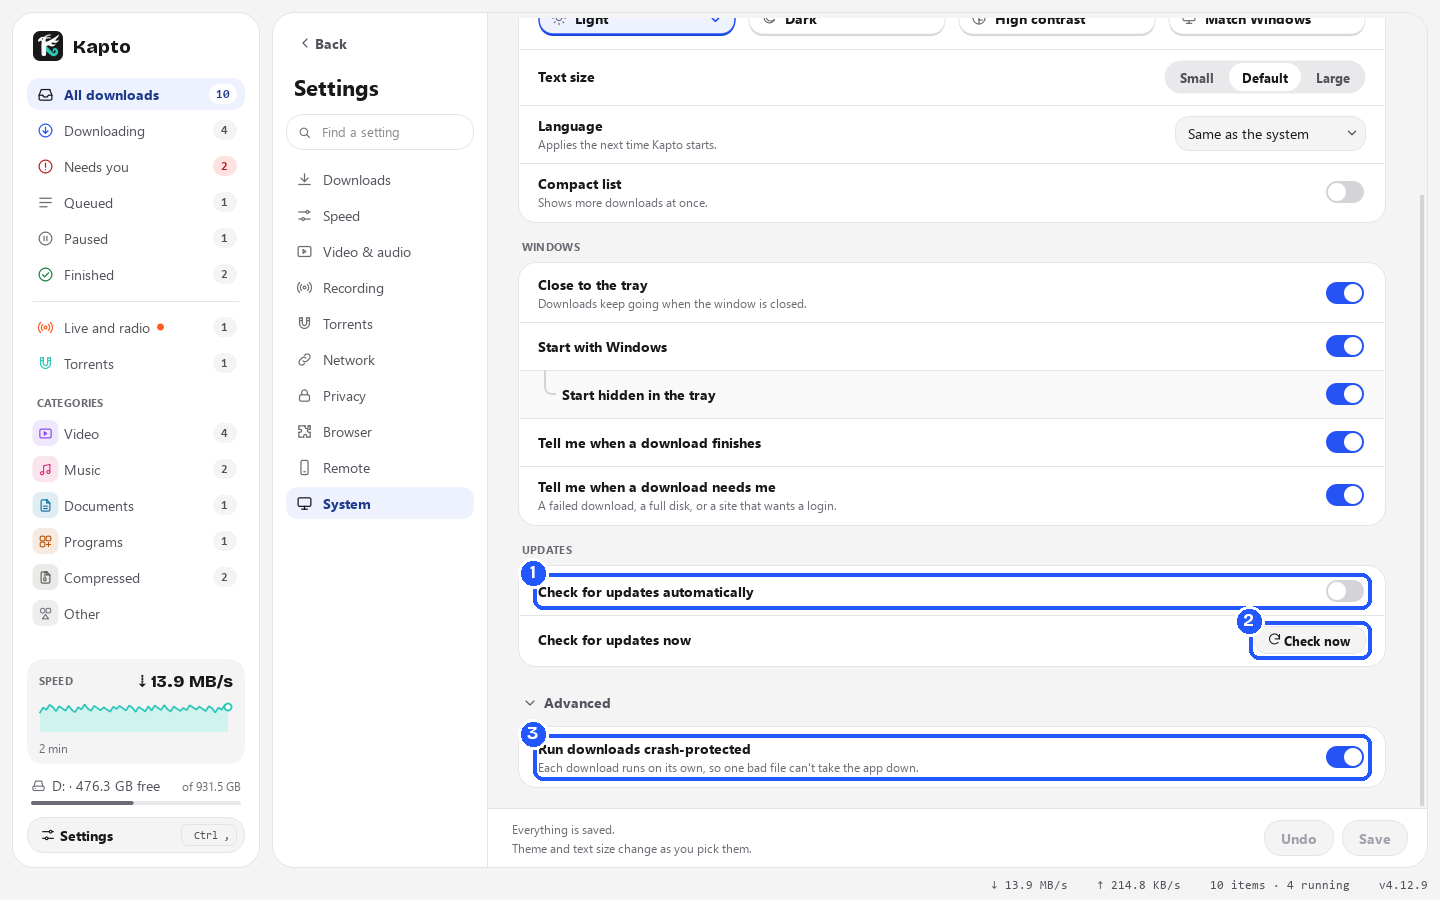 Kapto
All downloads 10
Downloading 4
Needs you 2
Queued 1
Paused 1
Finished 2
Live and radio 1
Torrents 1
CATEGORIES
Video 4
Music 2
Documents 1
Programs 1
Compressed 2
Other
SPEED ↓ 13.9 MB/s
2 min
D: · 476.3 GB free of 931.5 GB
Settings Ctrl ,
Back
Settings
Find a setting
Downloads
Speed
Video & audio
Recording
Torrents
Network
Privacy
Browser
Remote
System
Light Dark High contrast Match Windows
Text size Small Default Large
Language Same as the system
Applies the next time Kapto starts.
Compact list
Shows more downloads at once.
WINDOWS
Close to the tray
Downloads keep going when the window is closed.
Start with Windows
Start hidden in the tray
Tell me when a download finishes
Tell me when a download needs me
A failed download, a full disk, or a site that wants a login.
UPDATES
1
Check for updates automatically
2
Check for updates now Check now
Advanced
3
Run downloads crash-protected
Each download runs on its own, so one bad file can't take the app down.
Everything is saved.
Theme and text size change as you pick them.
Undo Save
↓ 13.9 MB/s ↑ 214.8 KB/s 10 items · 4 running v4.12.9